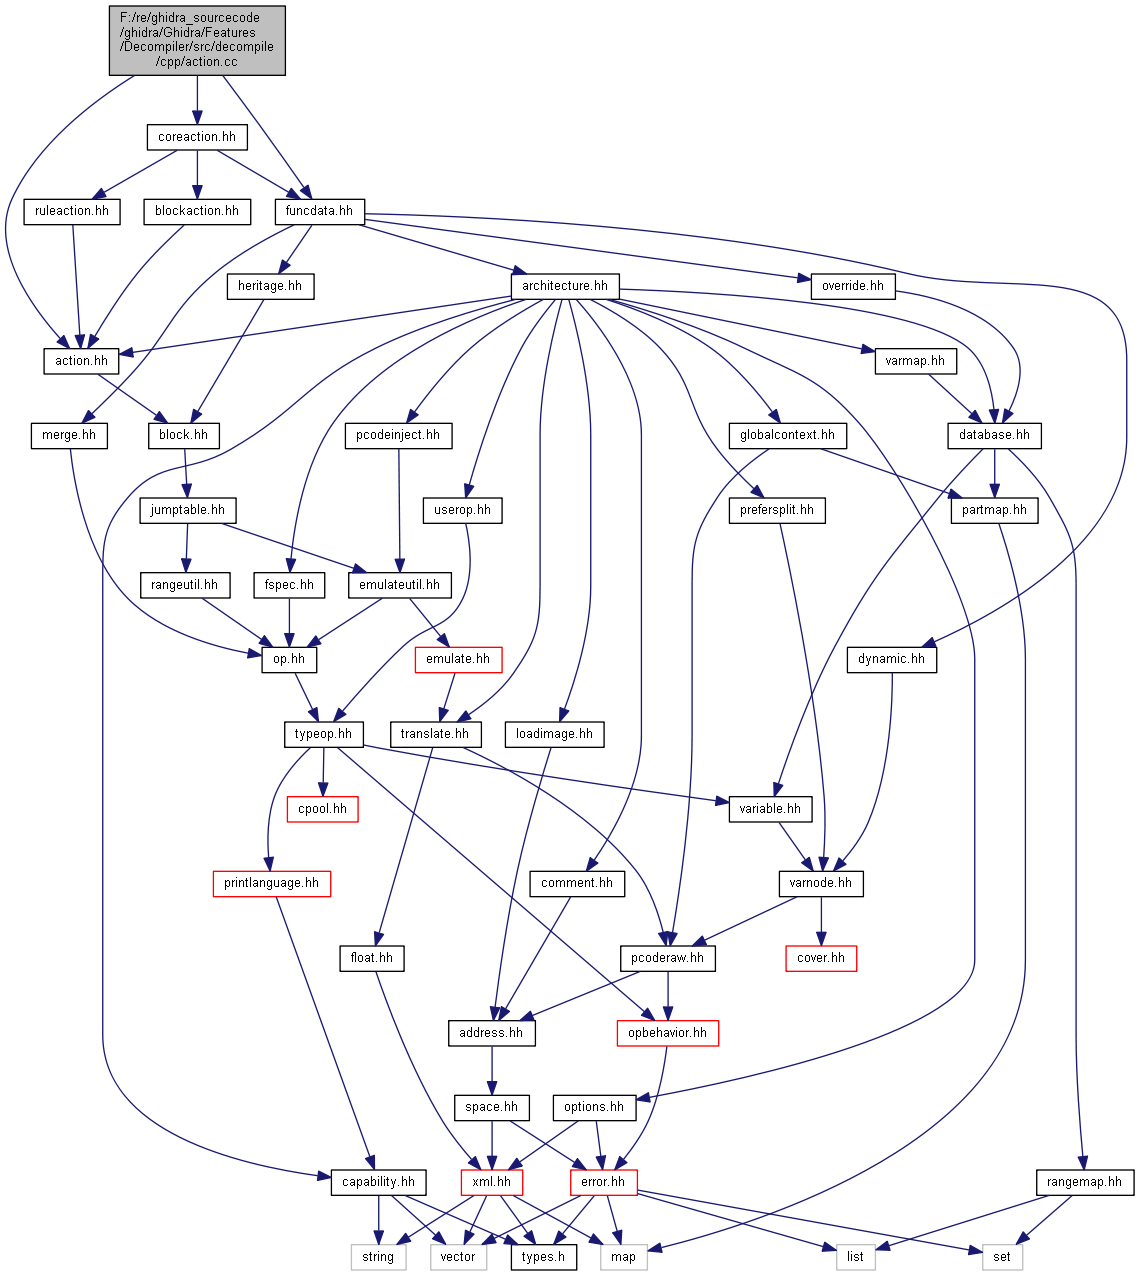 F:/re/ghidra_sourcecode
/ghidra/Ghidra/Features
/Decompiler/src/decompile
/cpp/action.cc
coreaction.hh
ruleaction.hh
blockaction.hh
funcdata.hh
heritage.hh
architecture.hh
override.hh
action.hh
varmap.hh
merge.hh
block.hh
pcodeinject.hh
globalcontext.hh
database.hh
jumptable.hh
userop.hh
prefersplit.hh
partmap.hh
rangeutil.hh
fspec.hh
emulateutil.hh
op.hh
emulate.hh
dynamic.hh
typeop.hh
translate.hh
loadimage.hh
cpool.hh
variable.hh
printlanguage.hh
comment.hh
varnode.hh
float.hh
pcoderaw.hh
cover.hh
address.hh
opbehavior.hh
space.hh
options.hh
capability.hh
xml.hh
error.hh
rangemap.hh
string
vector
types.h
map
list
set